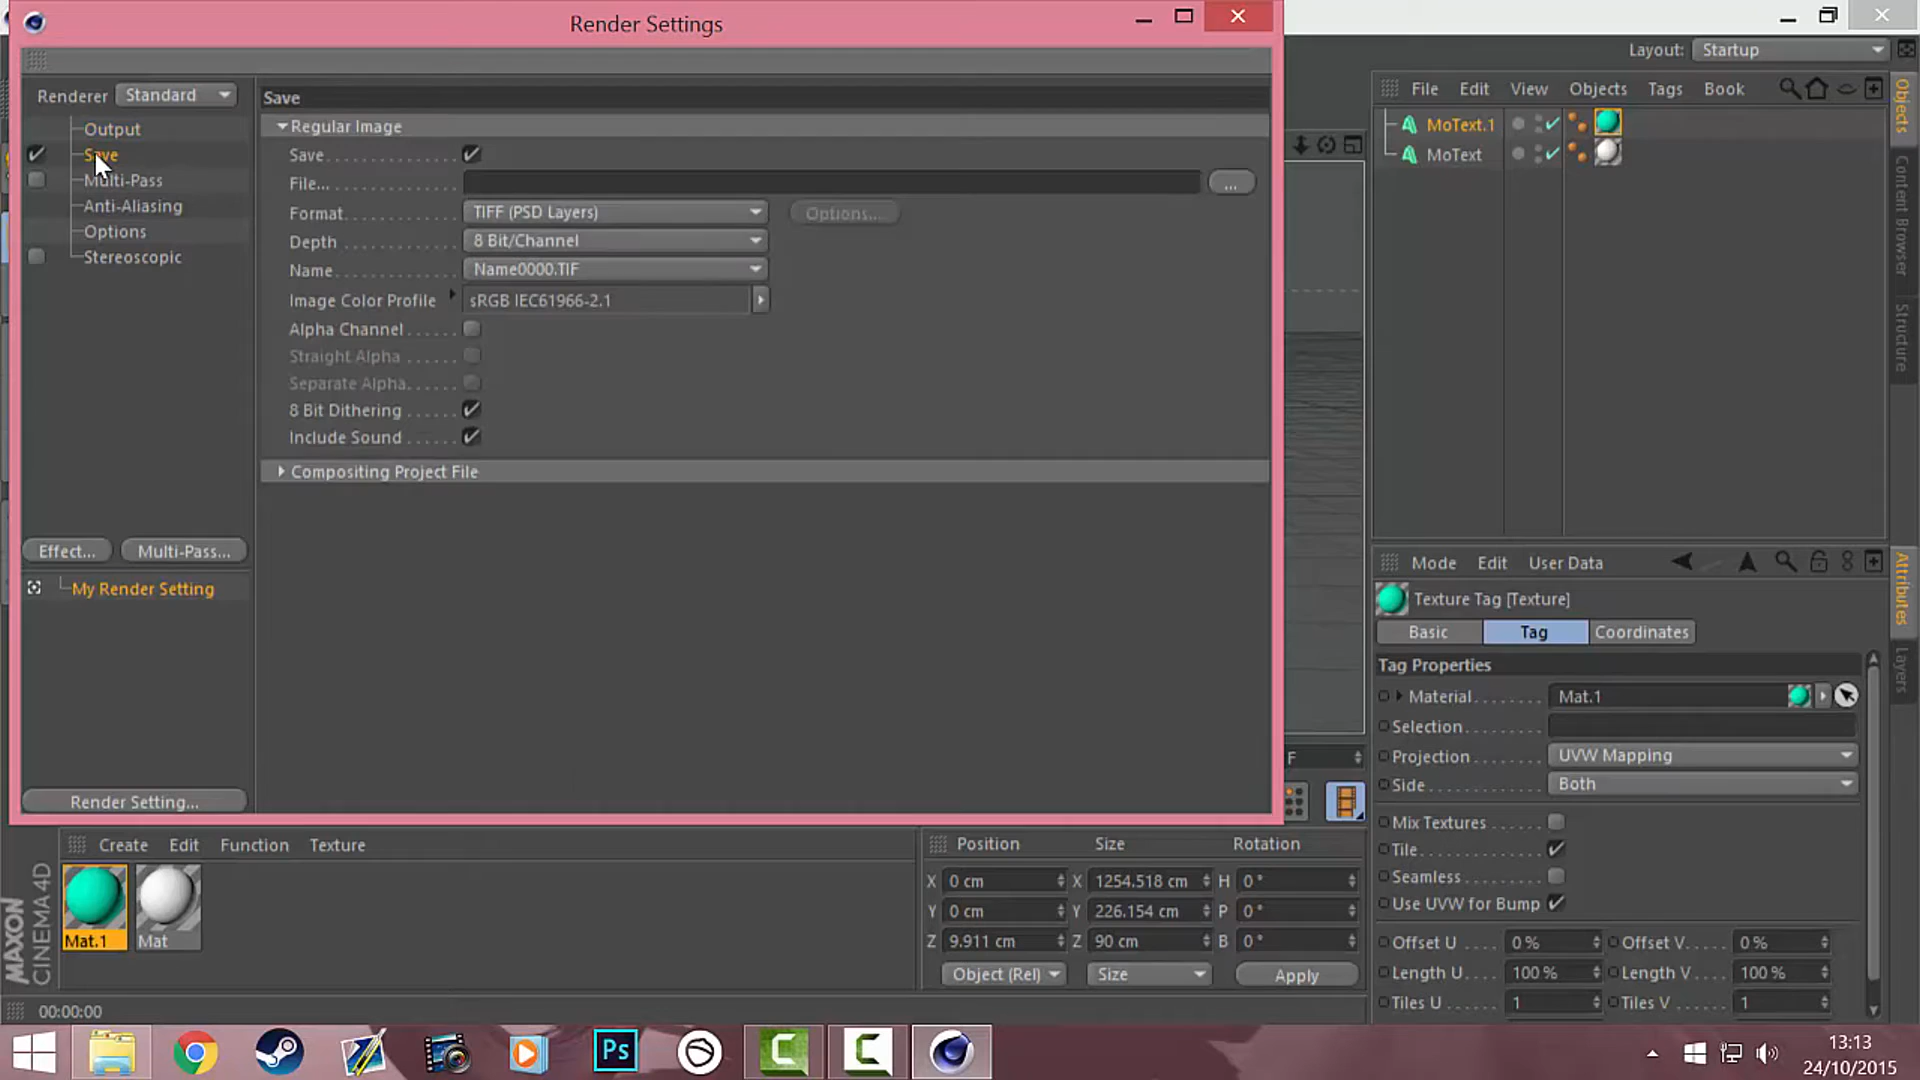 Render Settings
Layout: Startup
Renderer Standard
Output
Save
Multi-Pass
Anti-Aliasing
Options
Stereoscopic
Effect... Multi-Pass...
My Render Setting
Render Setting...
Save
Regular Image
Save
File... ...
Format TIFF (PSD Layers) Options...
Depth 8 Bit/Channel
Name Name0000.TIF
Image Color Profile sRGB IEC61966-2.1
Alpha Channel
Straight Alpha
Separate Alpha
8 Bit Dithering
Include Sound
Compositing Project File
File Edit View Objects Tags Book
MoText.1
MoText
Objects
Content Browser
Structure
F
Mode Edit User Data
Texture Tag [Texture]
Basic Tag Coordinates
Tag Properties
Material Mat.1
Selection
Projection UVW Mapping
Side Both
Mix Textures
Tile
Seamless
Use UVW for Bump
Offset U 0 % Offset V 0 %
Length U 100 % Length V 100 %
Tiles U 1 Tiles V 1
Attributes
Layers
Create Edit Function Texture
Mat.1 Mat
MAXON
CINEMA 4D
Position Size Rotation
X 0 cm X 1254.518 cm H 0 °
Y 0 cm Y 226.154 cm P 0 °
Z 9.911 cm Z 90 cm B 0 °
Object (Rel) Size Apply
00:00:00
Ps
13:13
24/10/2015